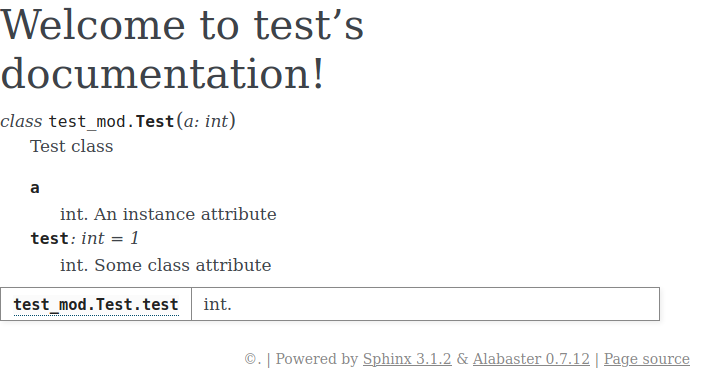 Welcome to test’s
documentation!
class test_mod.Test(a: int)
Test class
a
int. An instance attribute
test: int = 1
int. Some class attribute
test_mod.Test.test int.
©. | Powered by Sphinx 3.1.2 & Alabaster 0.7.12 | Page source